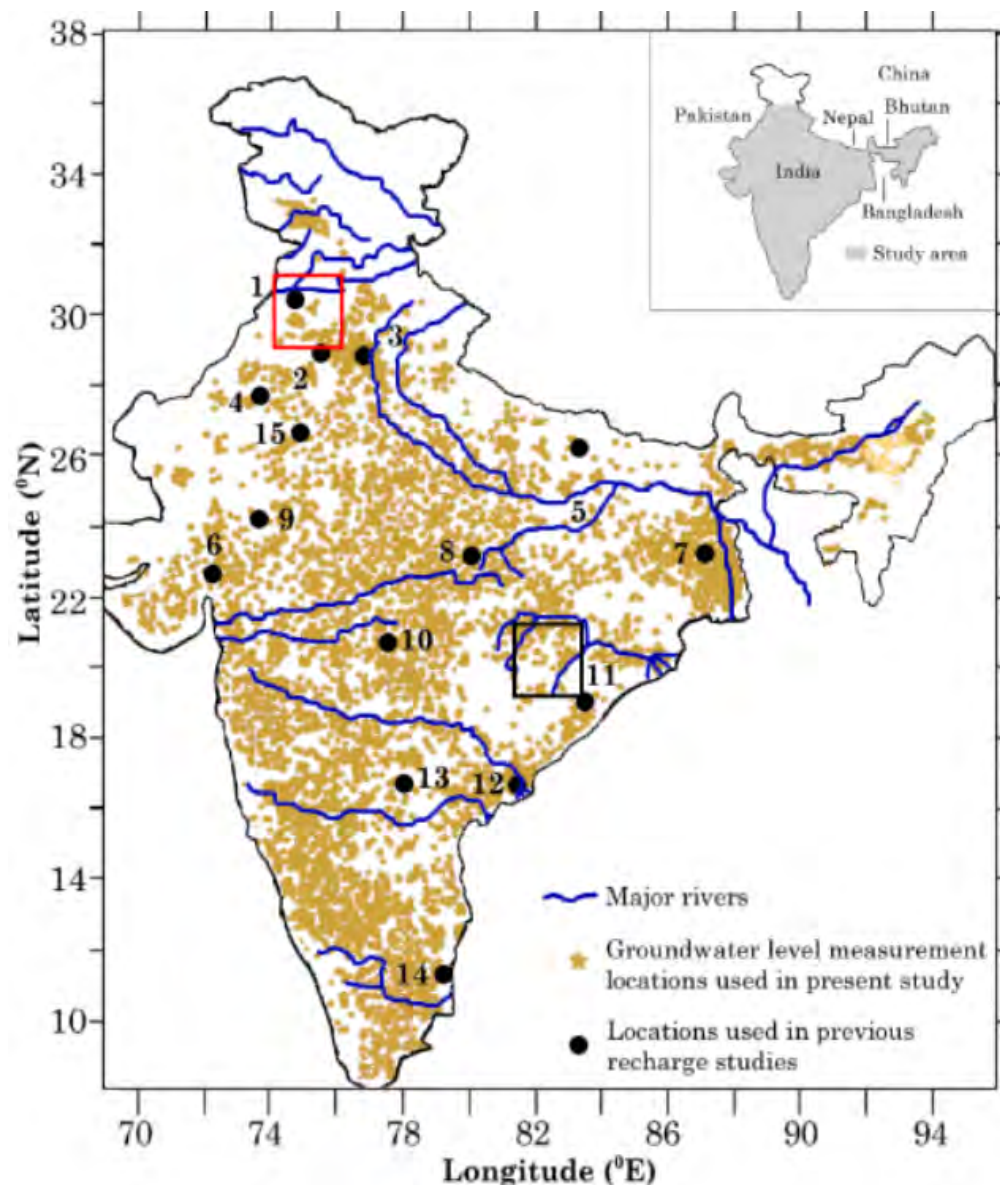 38
34
30
26
22
18
14
10
Latitude (⁰N)
70
74
78
82
86
90
94
Longitude (⁰E)
China
Pakistan
Nepal
Bhutan
India
Bangladesh
Study area
1
2
3
4
15
9
6
8
5
7
10
11
13
12
14
Major rivers
Groundwater level measurement
locations used in present study
Locations used in previous
recharge studies